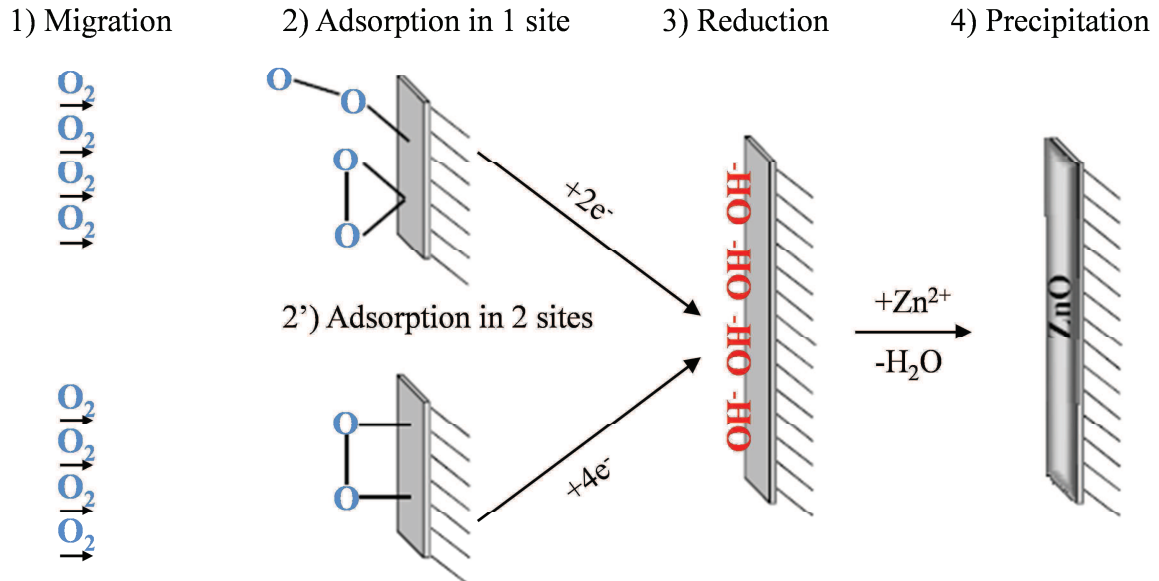 1) Migration
2) Adsorption in 1 site
3) Reduction
4) Precipitation
O₂
O₂
O₂
O₂
O
O
O
O
+2e⁻
2') Adsorption in 2 sites
O₂
O₂
O₂
O₂
O
O
+4e⁻
OH⁻ OH⁻ OH⁻ OH⁻
+Zn²⁺
-H₂O
ZnO